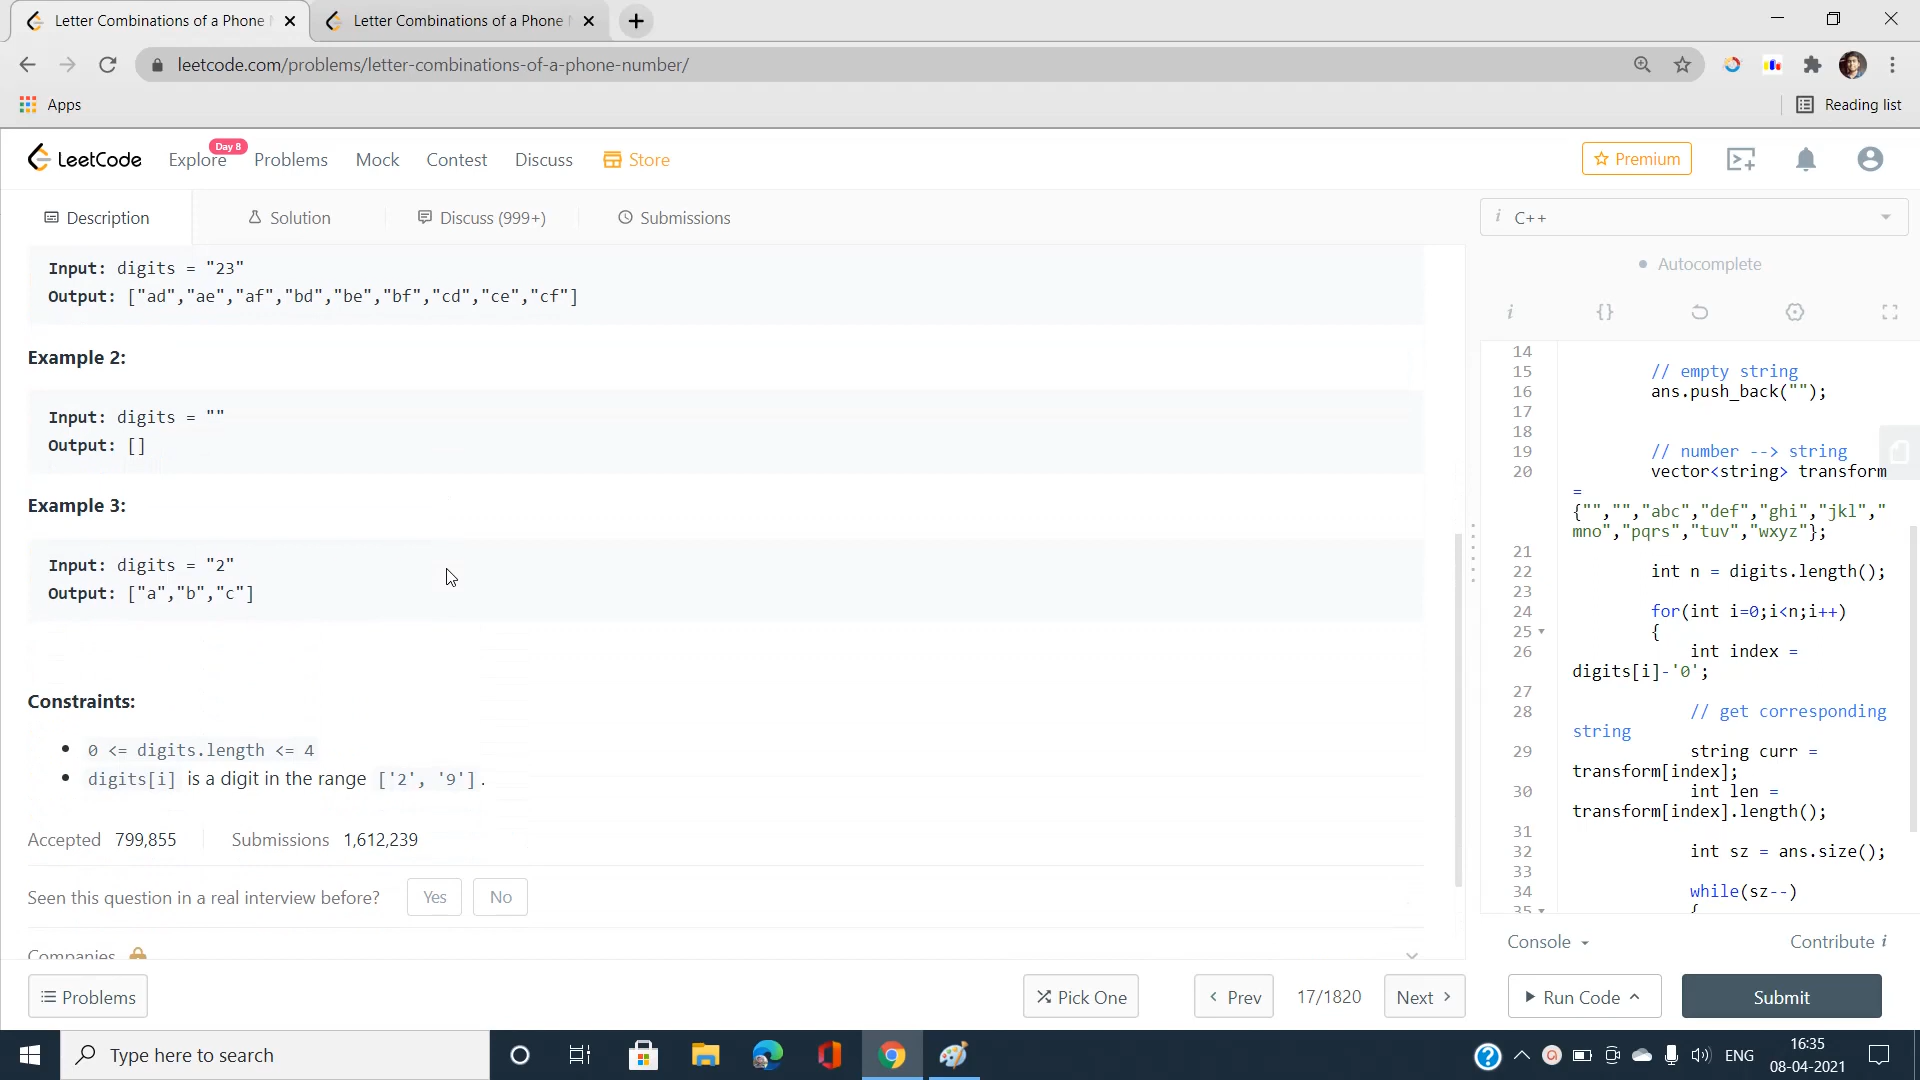 Letter Combinations of a Phone
Letter Combinations of a Phone
leetcode.com/problems/letter-combinations-of-a-phone-number/
Apps
Reading list
LeetCode
Explore
Day 8
Problems
Mock
Contest
Discuss
Store
Premium
Description
Solution
Discuss (999+)
Submissions
Input: digits = "23"
Output: ["ad","ae","af","bd","be","bf","cd","ce","cf"]
Example 2:
Input: digits = ""
Output: []
Example 3:
Input: digits = "2"
Output: ["a","b","c"]
Constraints:
0 <= digits.length <= 4
digits[i] is a digit in the range ['2', '9'].
Accepted 799,855
Submissions 1,612,239
Seen this question in a real interview before?
Yes
No
Companies
Problems
Pick One
Prev
17/1820
Next
i C++
Autocomplete
i {}
14
15 // empty string
16 ans.push_back("");
17
18
19 // number --> string
20 vector<string> transform
=
{"","","abc","def","ghi","jkl","
mno","pqrs","tuv","wxyz"};
21
22 int n = digits.length();
23
24 for(int i=0;i<n;i++)
25 {
26 int index =
digits[i]-'0';
27
28 // get corresponding
string
29 string curr =
transform[index];
30 int len =
transform[index].length();
31
32 int sz = ans.size();
33
34 while(sz--)
35 {
Console
Contribute i
Run Code
Submit
Type here to search
ENG
16:35
08-04-2021